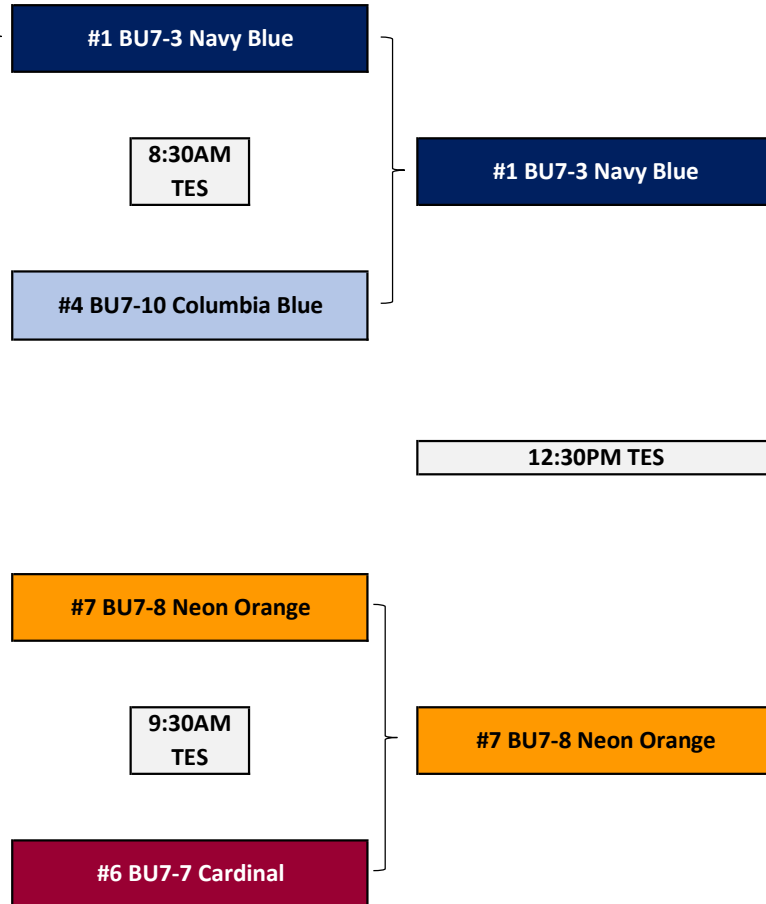 #1 BU7-3 Navy Blue
8:30AM
TES
#1 BU7-3 Navy Blue
#4 BU7-10 Columbia Blue
12:30PM TES
#7 BU7-8 Neon Orange
9:30AM
TES
#7 BU7-8 Neon Orange
#6 BU7-7 Cardinal